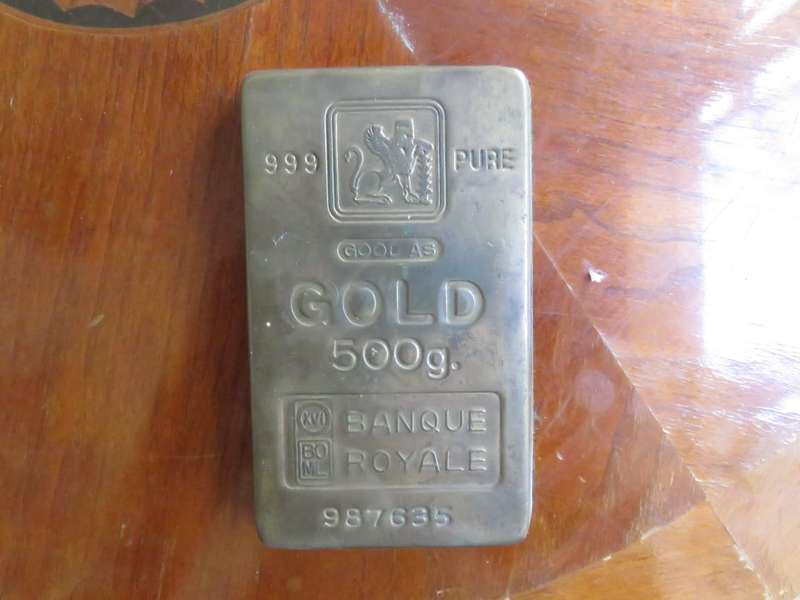 999 PURE
GOOD AS
GOLD
500g.
XVI BANQUE
BO ML ROYALE
987635